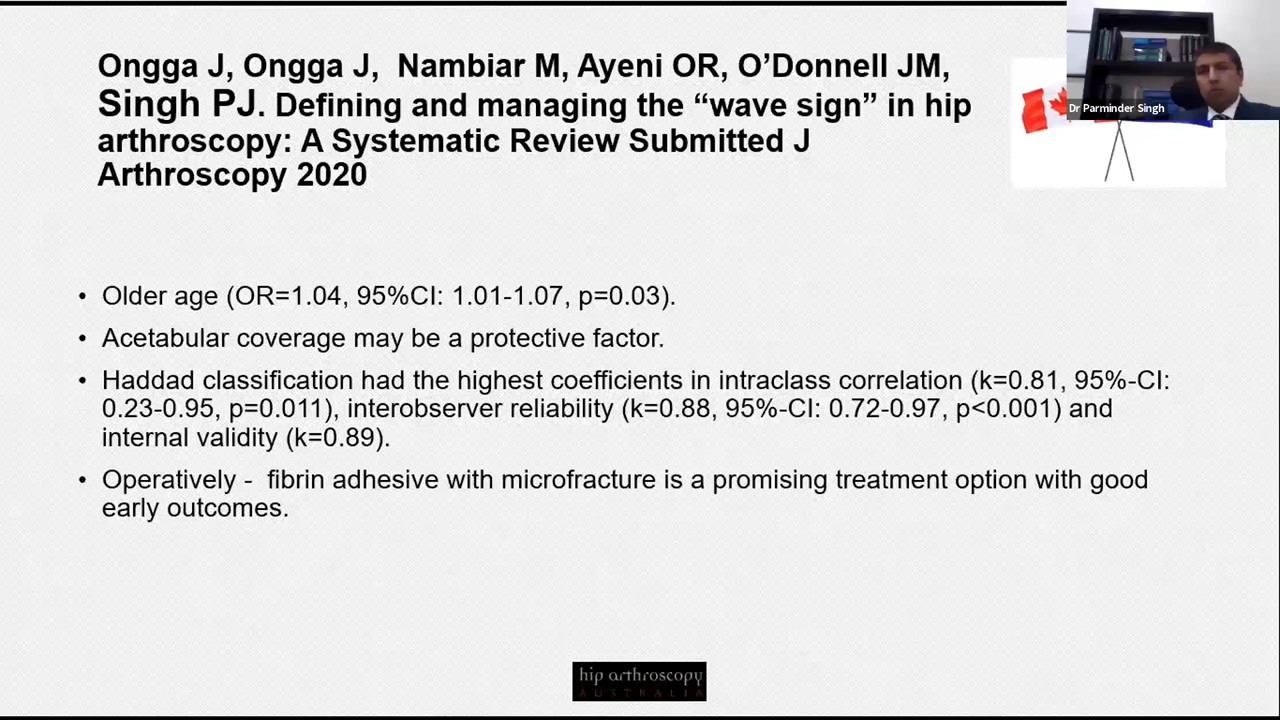 Ongga J, Ongga J,  Nambiar M, Ayeni OR, O’Donnell JM,
Singh PJ. Defining and managing the “wave sign” in hip
arthroscopy: A Systematic Review Submitted J
Arthroscopy 2020
Dr Parminder Singh
• Older age (OR=1.04, 95%CI: 1.01-1.07, p=0.03).
• Acetabular coverage may be a protective factor.
• Haddad classification had the highest coefficients in intraclass correlation (k=0.81, 95%-CI:
0.23-0.95, p=0.011), interobserver reliability (k=0.88, 95%-CI: 0.72-0.97, p<0.001) and
internal validity (k=0.89).
• Operatively -  fibrin adhesive with microfracture is a promising treatment option with good
early outcomes.
hip arthroscopy
AUSTRALIA